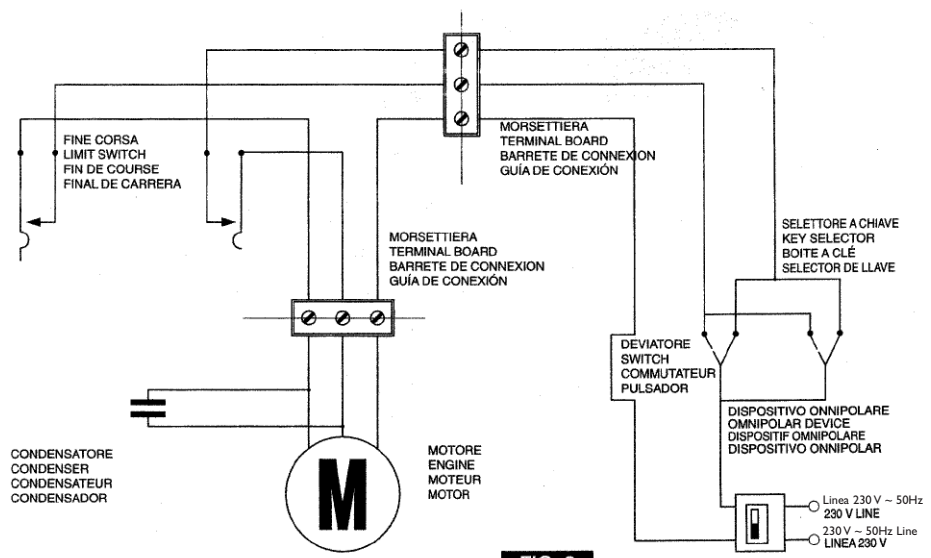 FINE CORSA
LIMIT SWITCH
FIN DE COURSE
FINAL DE CARRERA
MORSETTIERA
TERMINAL BOARD
BARRETE DE CONNEXION
GUÍA DE CONEXIÓN
MORSETTIERA
TERMINAL BOARD
BARRETE DE CONNEXION
GUÍA DE CONEXIÓN
SELETTORE A CHIAVE
KEY SELECTOR
BOITE A CLÉ
SELECTOR DE LLAVE
DEVIATORE
SWITCH
COMMUTATEUR
PULSADOR
DISPOSITIVO ONNIPOLARE
OMNIPOLAR DEVICE
DISPOSITIF OMNIPOLARE
DISPOSITIVO ONNIPOLAR
CONDENSATORE
CONDENSER
CONDENSATEUR
CONDENSADOR
M
MOTORE
ENGINE
MOTEUR
MOTOR
Linea 230 V ~ 50Hz
230 V LINE
230 V ~ 50Hz Line
LINEA 230 V